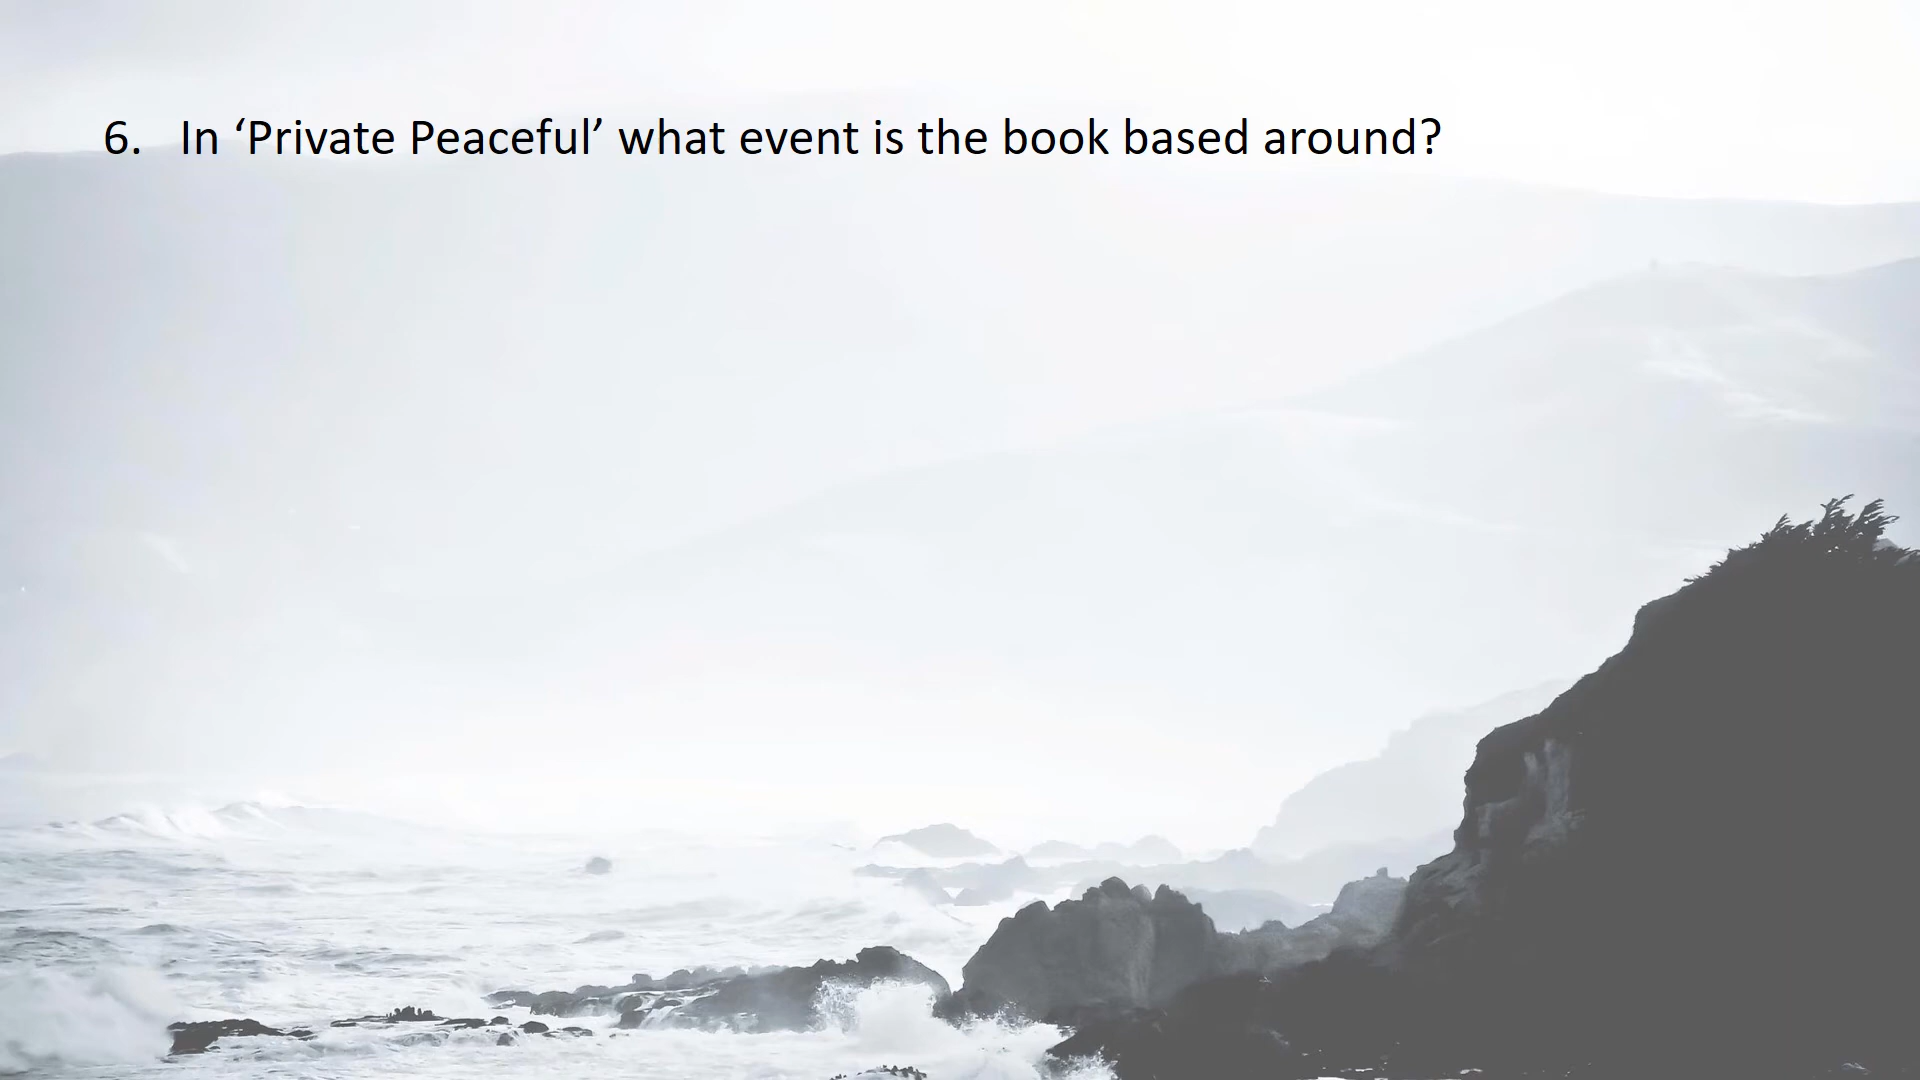 6. In ‘Private Peaceful’ what event is the book based around?